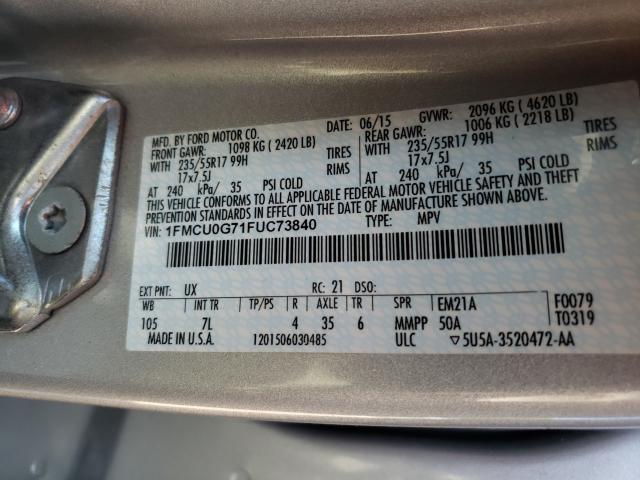 MFD. BY FORD MOTOR CO. DATE: 06/15 GVWR: 2096 KG ( 4620 LB)
FRONT GAWR: 1098 KG ( 2420 LB) REAR GAWR: 1006 KG ( 2218 LB)
WITH 235/55R17 99H TIRES WITH 235/55R17 99H TIRES
17x7.5J RIMS 17x7.5J RIMS
AT 240 kPa/ 35 PSI COLD AT 240 kPa/ 35 PSI COLD
THIS VEHICLE CONFORMS TO ALL APPLICABLE FEDERAL MOTOR VEHICLE SAFETY AND THEFT
PREVENTION STANDARDS IN EFFECT ON THE DATE OF MANUFACTURE SHOWN ABOVE.
VIN: 1FMCU0G71FUC73840 TYPE: MPV
EXT PNT: UX RC: 21 DSO:
WB INT TR TP/PS R AXLE TR SPR EM21A F0079
105 7L 4 35 6 MMPP 50A T0319
MADE IN U.S.A. 1201506030485 ULC ▽5U5A-3520472-AA